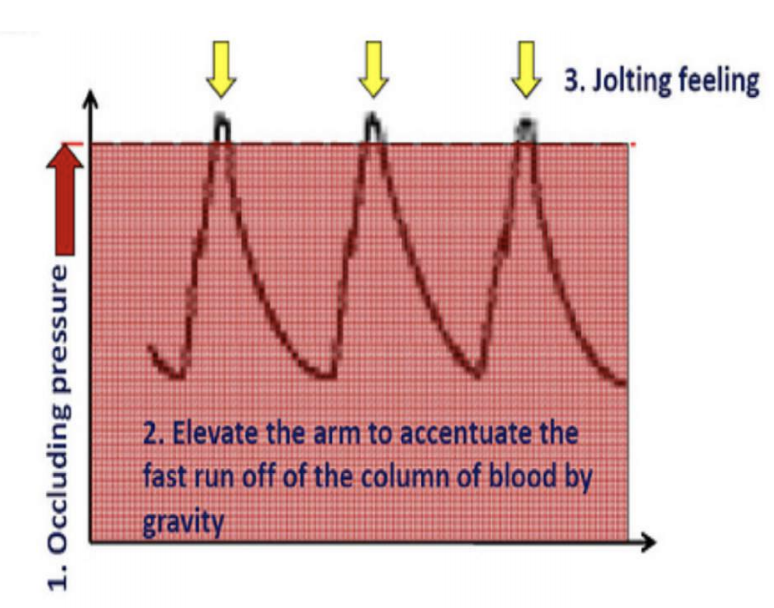 3. Jolting feeling
1. Occluding pressure
2. Elevate the arm to accentuate the
fast run off of the column of blood by
gravity